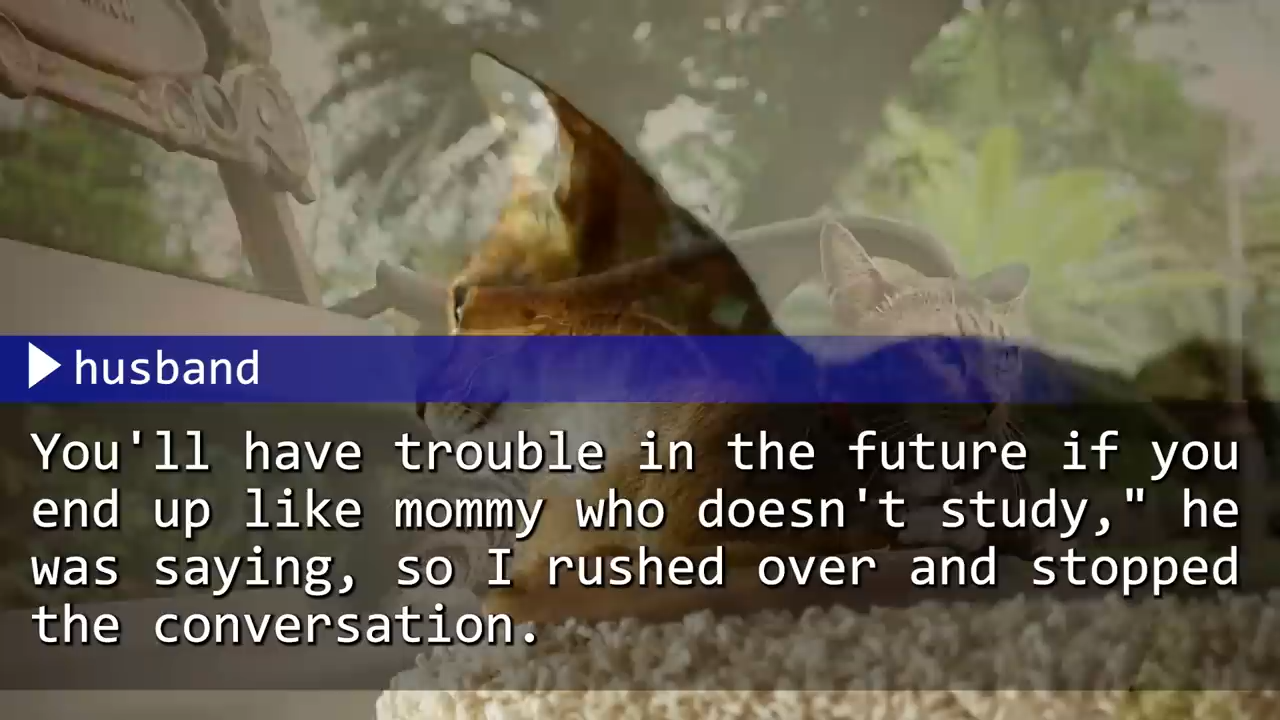 husband
You'll have trouble in the future if you
end up like mommy who doesn't study," he
was saying, so I rushed over and stopped
the conversation.